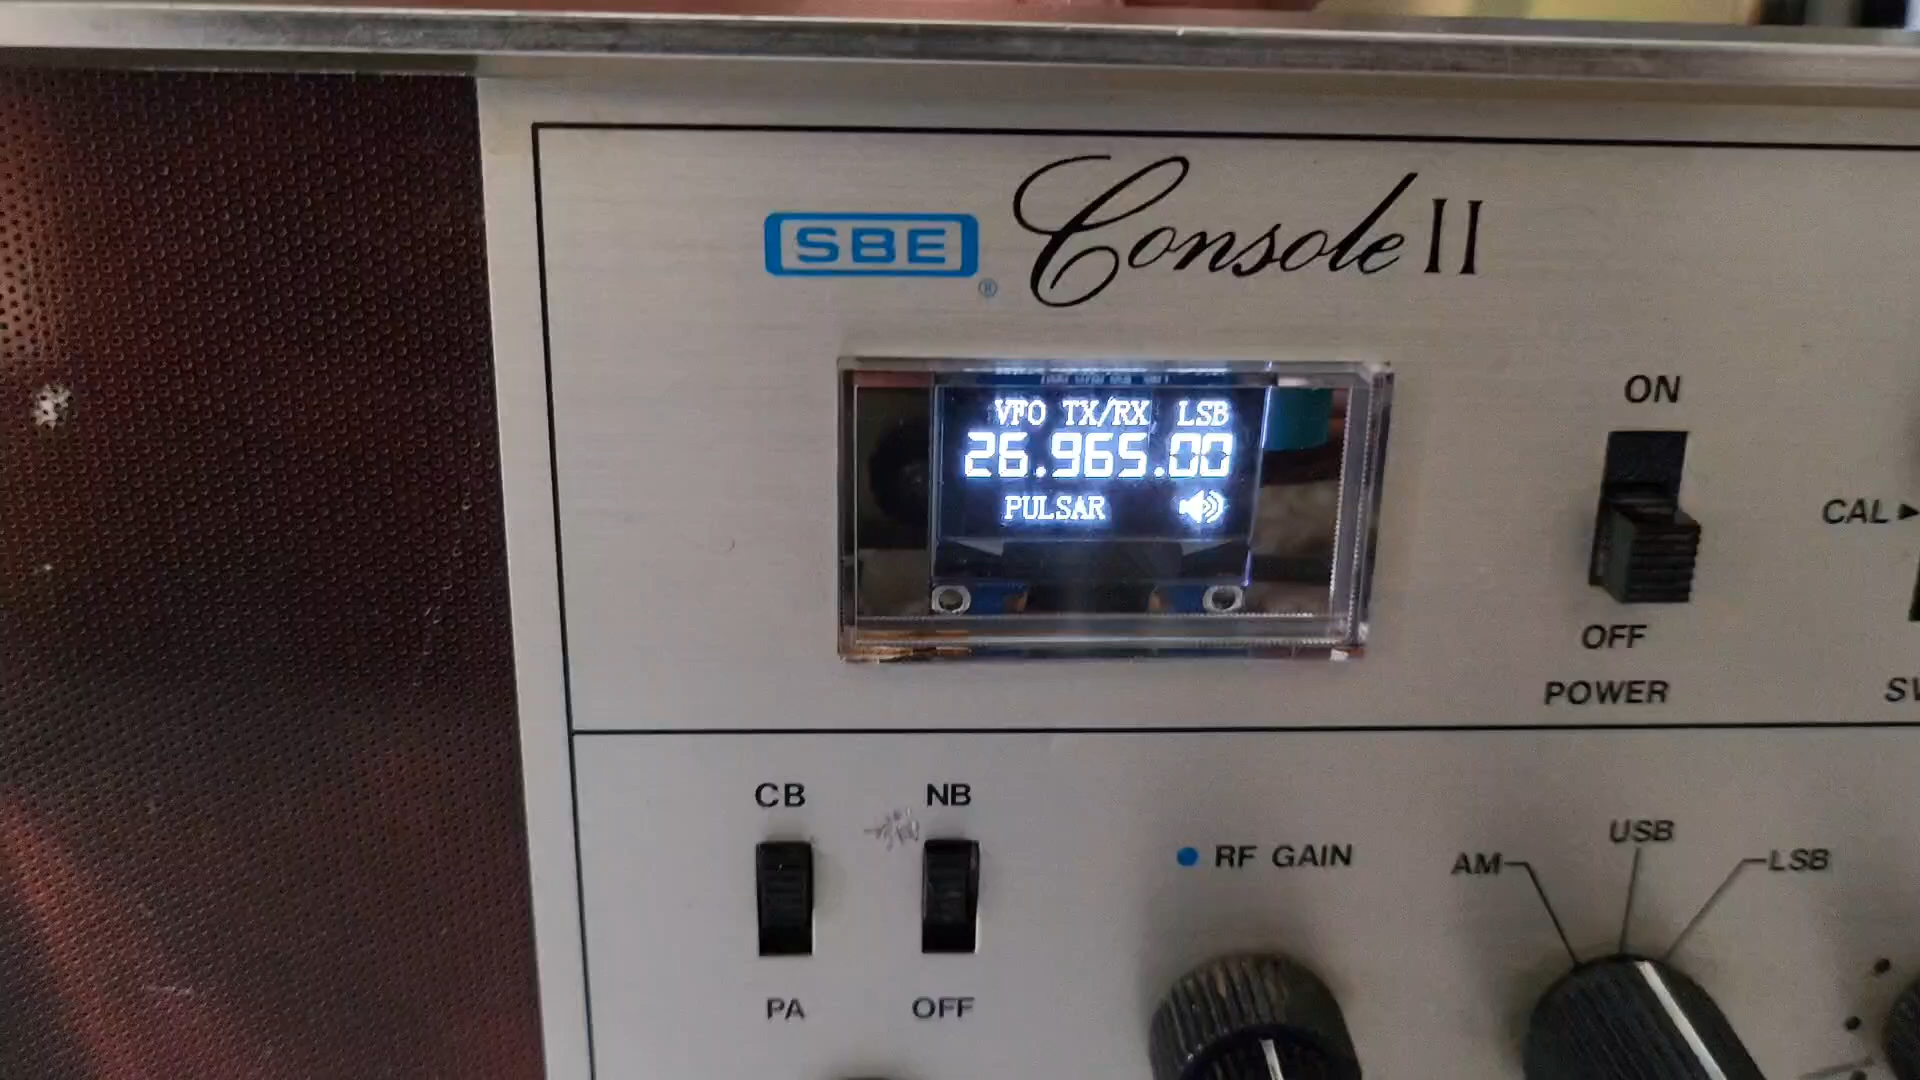 SBE ® Console II
VFO TX/RX LSB
26.965.00
PULSAR
ON
OFF
POWER
CAL
CB
PA
NB
OFF
RF GAIN
AM
USB
LSB